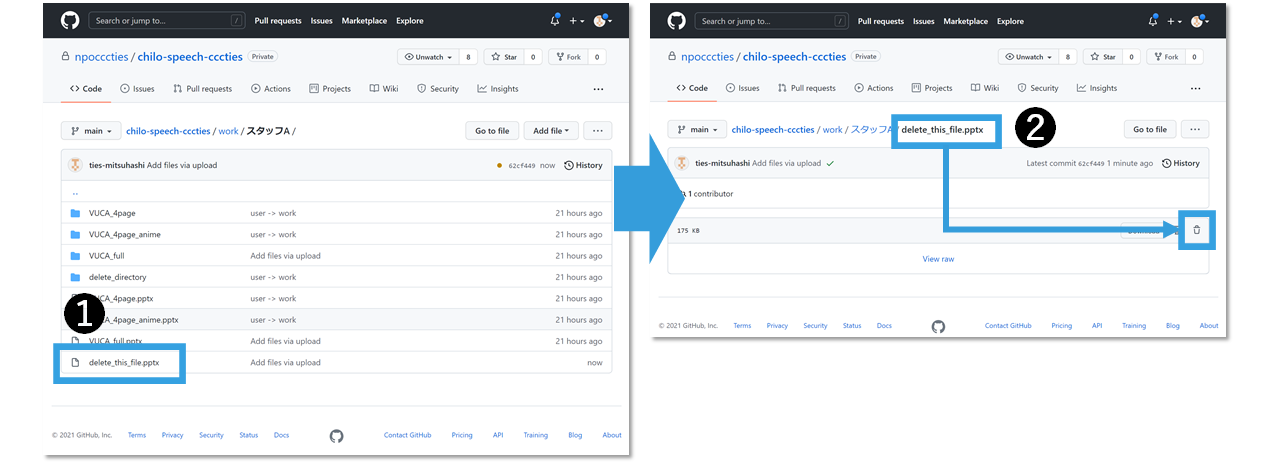 Search or jump to... /
Pull requests Issues Marketplace Explore
npocccties / chilo-speech-cccties Private
Unwatch 8 Star 0 Fork 0
Code Issues Pull requests Actions Projects Wiki Security Insights ...
main chilo-speech-cccties / work / スタッフA / Go to file Add file ...
ties-mitsuhashi Add files via upload 62cf449 now History
..
VUCA_4page user -> work 21 hours ago
VUCA_4page_anime user -> work 21 hours ago
VUCA_full Add files via upload 21 hours ago
delete_directory user -> work 21 hours ago
VUCA_4page.pptx user -> work 21 hours ago
1
VUCA_4page_anime.pptx user -> work 21 hours ago
VUCA_full.pptx Add files via upload 21 hours ago
delete_this_file.pptx Add files via upload now
© 2021 GitHub, Inc. Terms Privacy Security Status Docs Contact GitHub Pricing API Training Blog About
Search or jump to... /
Pull requests Issues Marketplace Explore
npocccties / chilo-speech-cccties Private
Unwatch 8 Star 0 Fork 0
Code Issues Pull requests Actions Projects Wiki Security Insights ...
main chilo-speech-cccties / work / スタッフA / delete_this_file.pptx 2 Go to file ...
ties-mitsuhashi Add files via upload Latest commit 62cf449 1 minute ago History
1 contributor
175 KB
View raw
© 2021 GitHub, Inc. Terms Privacy Security Status Docs Contact GitHub Pricing API Training Blog About